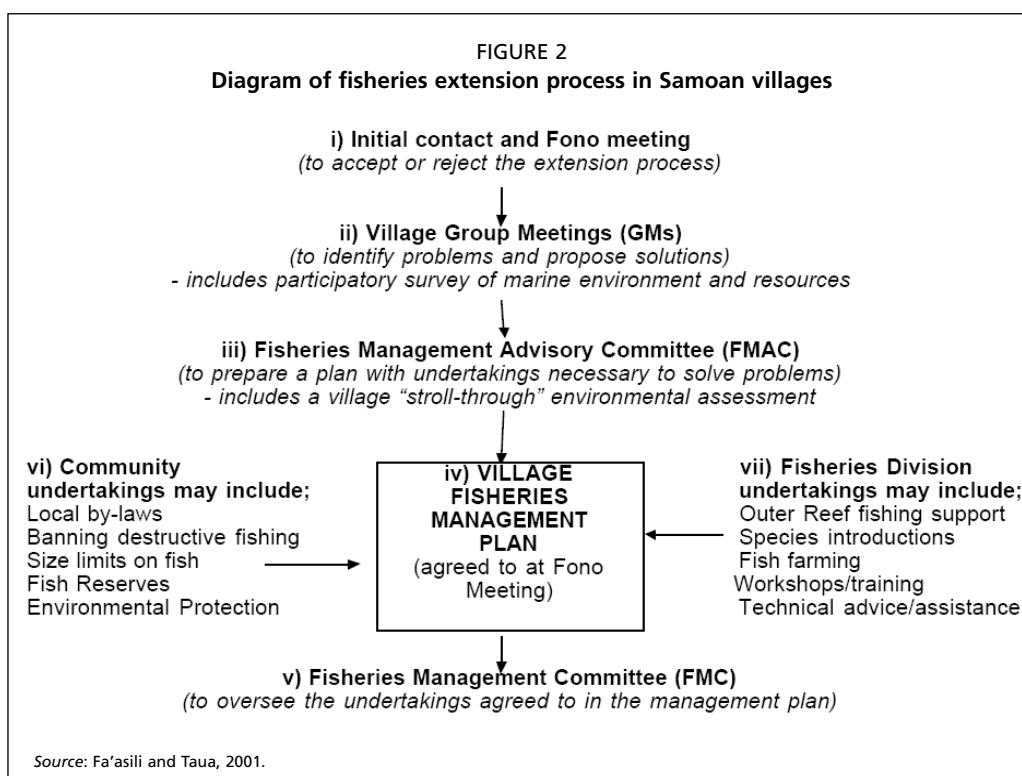 FIGURE 2
Diagram of fisheries extension process in Samoan villages
i) Initial contact and Fono meeting
(to accept or reject the extension process)
ii) Village Group Meetings (GMs)
(to identify problems and propose solutions)
- includes participatory survey of marine environment and resources
iii) Fisheries Management Advisory Committee (FMAC)
(to prepare a plan with undertakings necessary to solve problems)
- includes a village “stroll-through” environmental assessment
vi) Community
undertakings may include;
Local by-laws
Banning destructive fishing
Size limits on fish
Fish Reserves
Environmental Protection
iv) VILLAGE
FISHERIES
MANAGEMENT
PLAN
(agreed to at Fono
Meeting)
vii) Fisheries Division
undertakings may include;
Outer Reef fishing support
Species introductions
Fish farming
Workshops/training
Technical advice/assistance
v) Fisheries Management Committee (FMC)
(to oversee the undertakings agreed to in the management plan)
Source: Fa’asili and Taua, 2001.